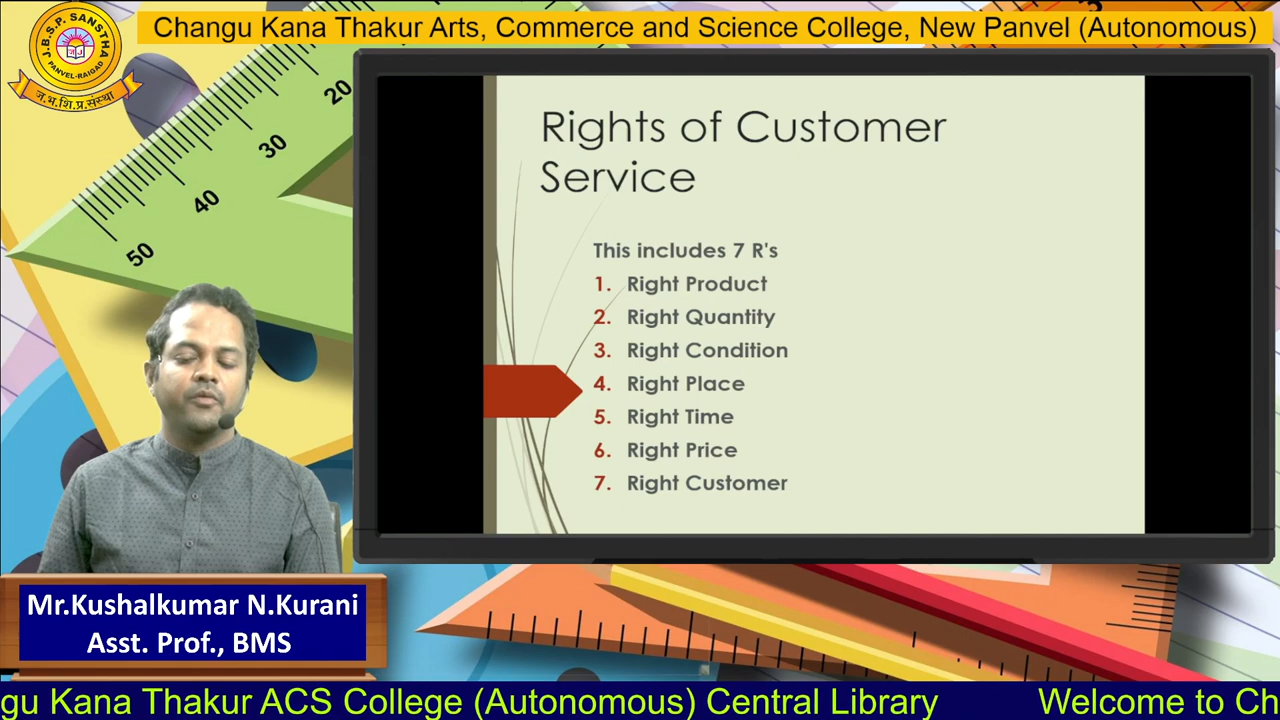 Changu Kana Thakur Arts, Commerce and Science College, New Panvel (Autonomous)
J.B.S.P. SANSTHA
PANVEL-RAIGAD
ज.भ.शि.प्र.संस्था
20
30
40
50
Rights of Customer
Service
This includes 7 R's
1. Right Product
2. Right Quantity
3. Right Condition
4. Right Place
5. Right Time
6. Right Price
7. Right Customer
Mr.Kushalkumar N.Kurani
Asst. Prof., BMS
gu Kana Thakur ACS College (Autonomous) Central Library Welcome to Ch